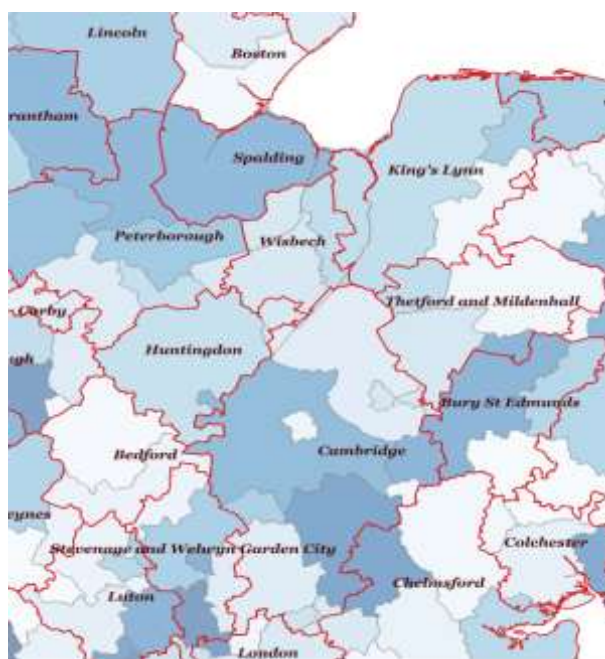 Lincoln
Boston
rantham
Spalding
King's Lynn
Peterborough
Wisbech
Thetford and Mildenhall
Corby
Huntingdon
gh
Bury St Edmunds
Bedford
Cambridge
eynes
Stevenage and Welwyn Garden City
Colchester
Chelmsford
Luton
London